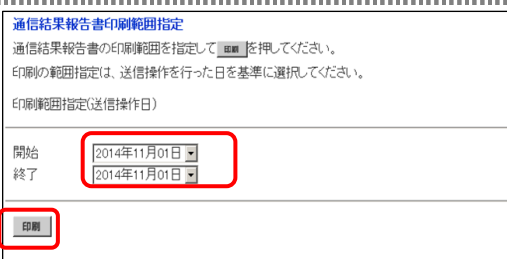 通信結果報告書印刷範囲指定
通信結果報告書の印刷範囲を指定して 印刷 を押してください。
印刷の範囲指定は、送信操作を行った日を基準に選択してください。
印刷範囲指定(送信操作日)
開始 2014年11月01日
終了 2014年11月01日
印刷